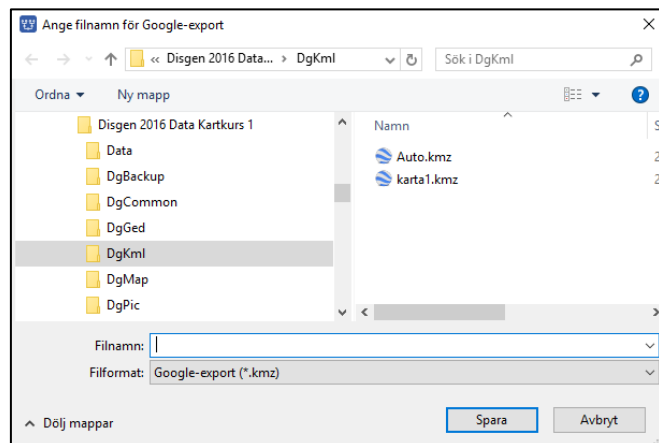 Ange filnamn för Google-export
« Disgen 2016 Data... › DgKml
Sök i DgKml
Ordna
Ny mapp
Disgen 2016 Data Kartkurs 1
Data
DgBackup
DgCommon
DgGed
DgKml
DgMap
DgPic
Namn
S
Auto.kmz
2
karta1.kmz
2
Filnamn:
Filformat: Google-export (*.kmz)
Dölj mappar
Spara
Avbryt